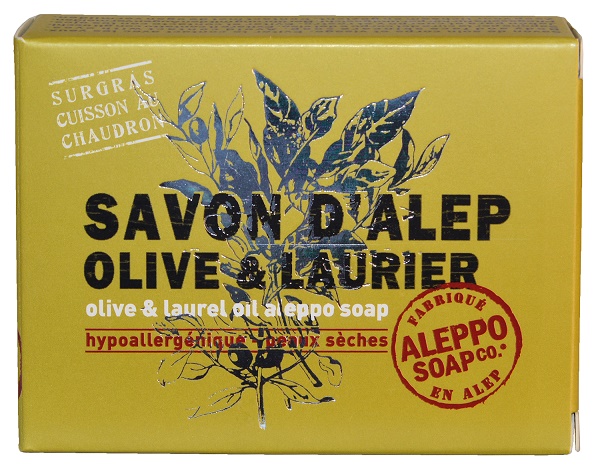 SURGRAS
CUISSON AU
CHAUDRON
SAVON D'ALEP
OLIVE & LAURIER
olive & laurel oil aleppo soap
hypoallergénique - peaux sèches
FABRIQUÉ
ALEPPO
SOAP CO.
EN ALEP